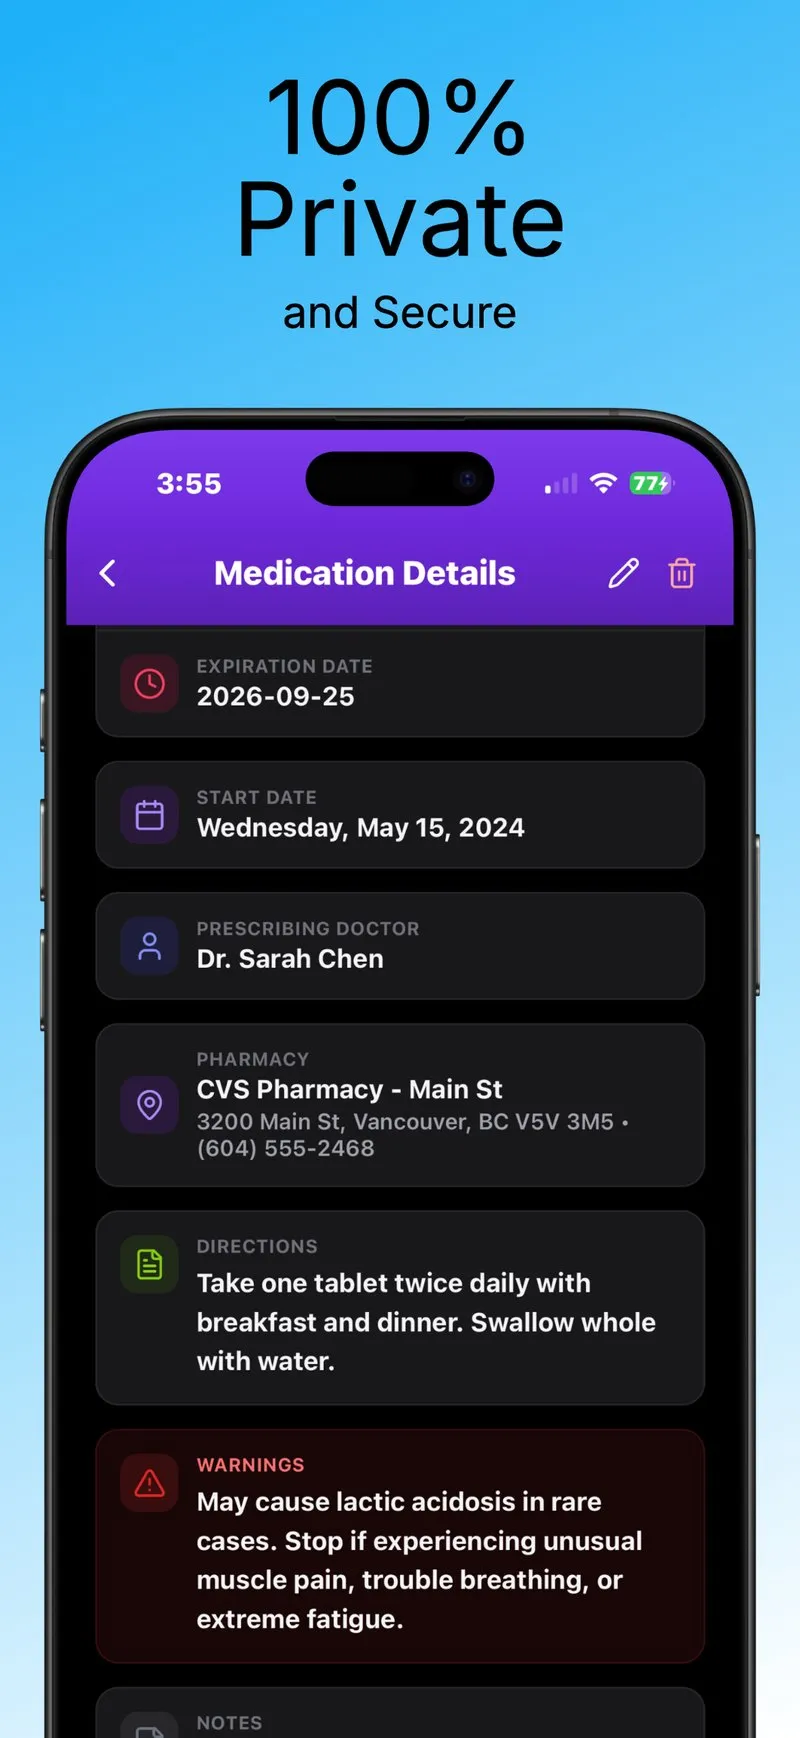 100%
Private
and Secure
3:55
77
Medication Details
EXPIRATION DATE
2026-09-25
START DATE
Wednesday, May 15, 2024
PRESCRIBING DOCTOR
Dr. Sarah Chen
PHARMACY
CVS Pharmacy - Main St
3200 Main St, Vancouver, BC V5V 3M5 •
(604) 555-2468
DIRECTIONS
Take one tablet twice daily with
breakfast and dinner. Swallow whole
with water.
WARNINGS
May cause lactic acidosis in rare
cases. Stop if experiencing unusual
muscle pain, trouble breathing, or
extreme fatigue.
NOTES